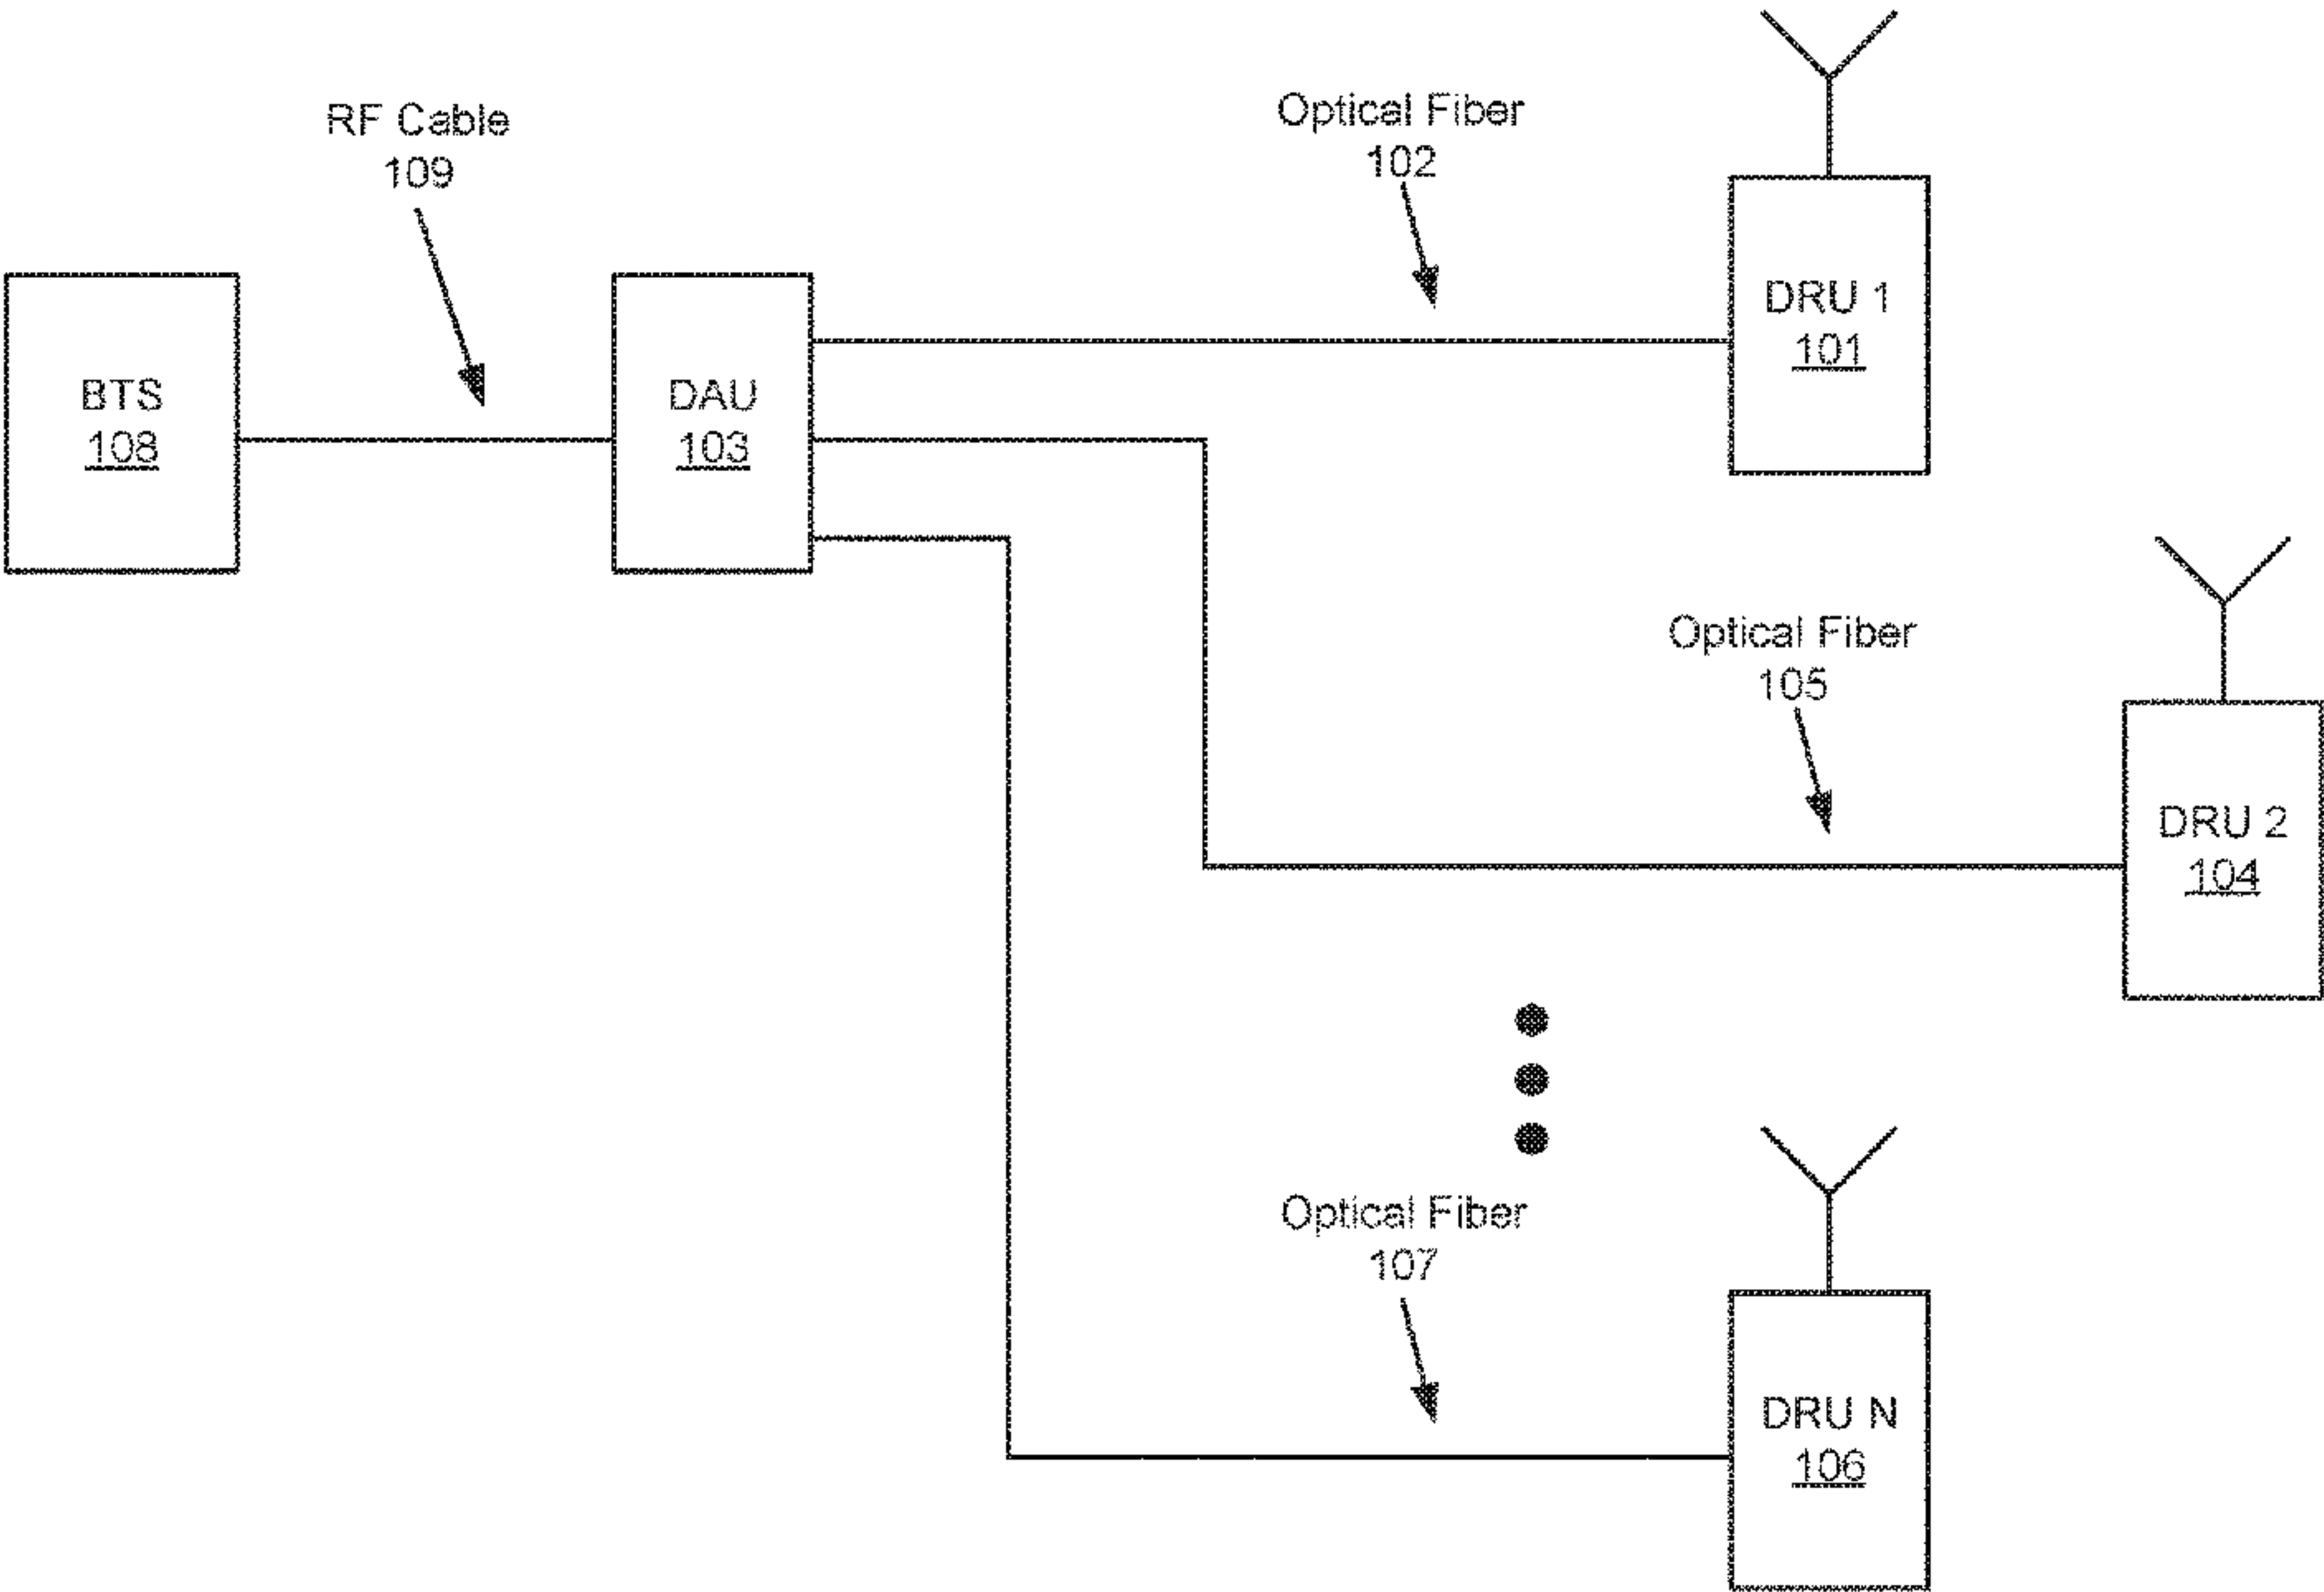 RF Cable
109
Optical Fiber
102
BTS
108
DAU
103
DRU 1
101
Optical Fiber
105
DRU 2
104
Optical Fiber
107
DRU N
106